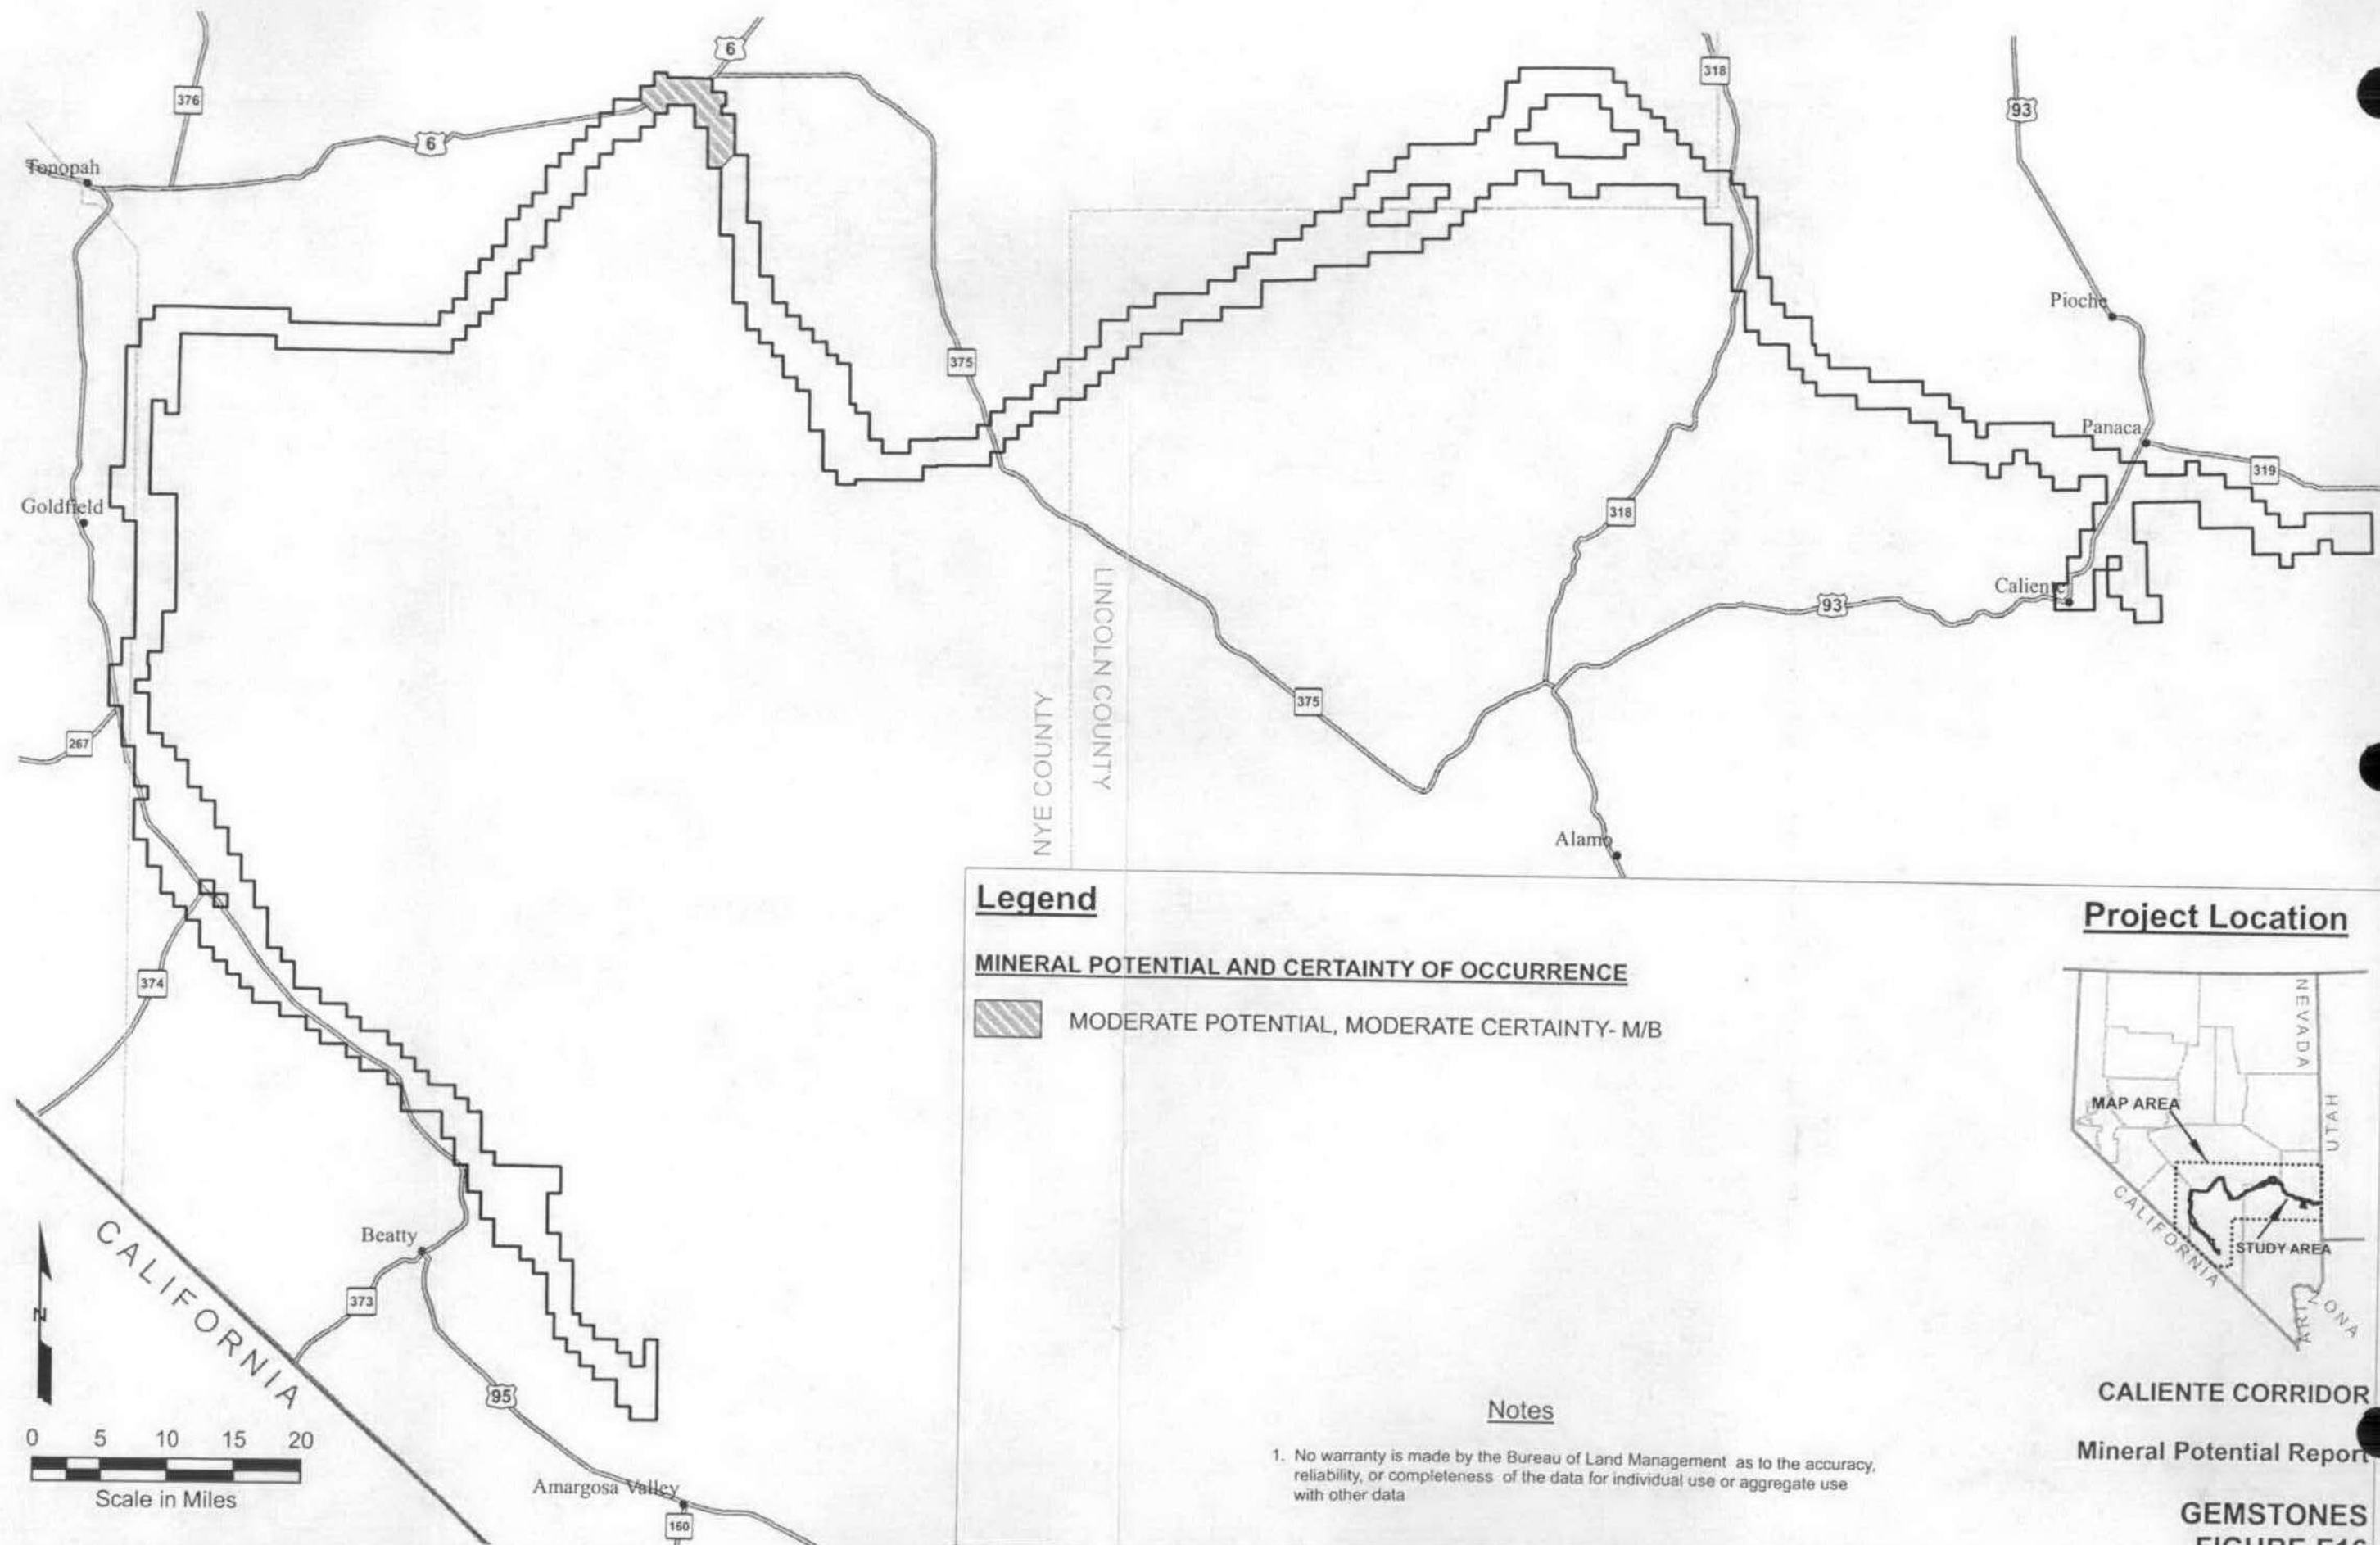 6
318
93
376
6
Tonopah
Pioche
375
Panaca
319
Goldfield
318
Caliente
93
LINCOLN COUNTY
NYE COUNTY
375
267
Alamo
374
Beatty
373
95
CALIFORNIA
N
0 5 10 15 20
Scale in Miles
Amargosa Valley
160
Legend
MINERAL POTENTIAL AND CERTAINTY OF OCCURRENCE
MODERATE POTENTIAL, MODERATE CERTAINTY- M/B
Project Location
NEVADA
UTAH
MAP AREA
STUDY AREA
CALIFORNIA
ARIZONA
Notes
1. No warranty is made by the Bureau of Land Management as to the accuracy,
reliability, or completeness of the data for individual use or aggregate use
with other data
CALIENTE CORRIDOR
Mineral Potential Report
GEMSTONES
FIGURE